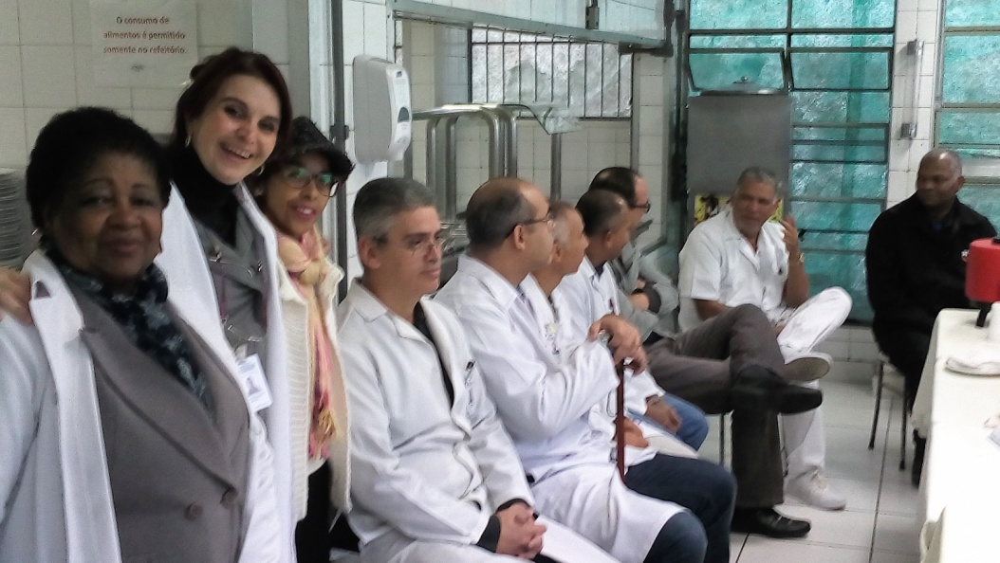 O consumo de
alimentos é permitido
somente no refeitório.